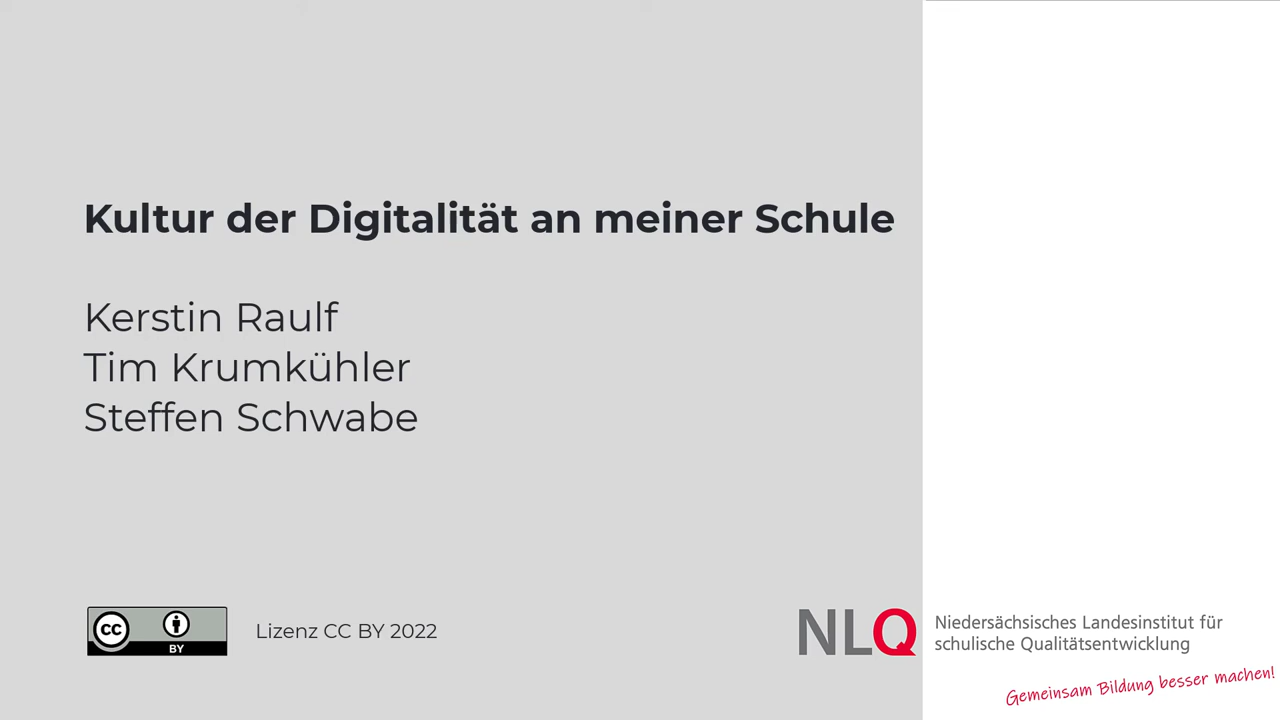 Kultur der Digitalität an meiner Schule
Kerstin Raulf
Tim Krumkühler
Steffen Schwabe
cc
BY
Lizenz CC BY 2022
NLQ
Niedersächsisches Landesinstitut für
schulische Qualitätsentwicklung
Gemeinsam Bildung besser machen!